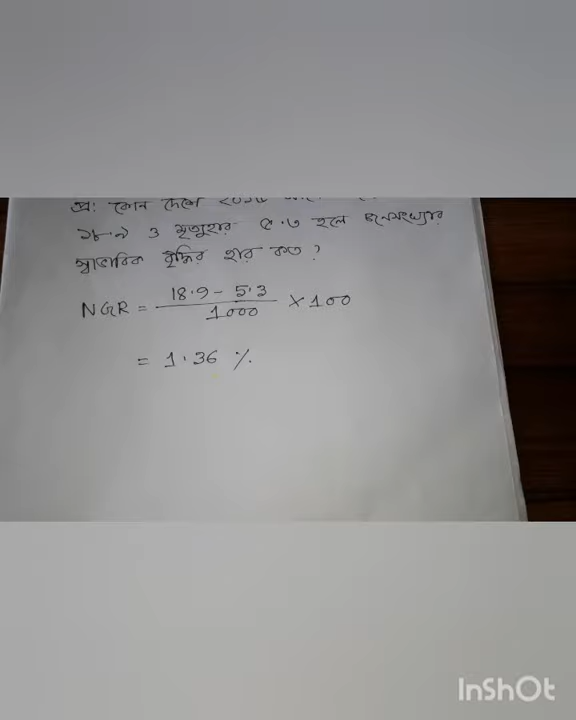 প্র: কোন দেশে
১৮.৯ ও মৃত্যুহার ৫.৩ হলে জনসংখ্যার
স্বাভাবিক বৃদ্ধির হার কত ?
NGR = 18.9 - 5.3 / 1000 × 100
= 1.36 %
InShOt